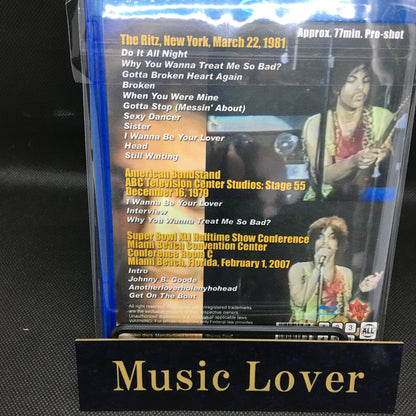 The Ritz, New York, March 22, 1981
Approx. 77min. Pro-shot
Do It All Night
Why You Wanna Treat Me So Bad?
Gotta Broken Heart Again
Broken
When You Were Mine
Gotta Stop (Messin' About)
Sexy Dancer
Sister
I Wanna Be Your Lover
Head
Still Waiting
American Bandstand
ABC Television Center Studios: Stage 55
December 16, 1979
I Wanna Be Your Lover
Interview
Why You Wanna Treat Me So Bad?
Super Bowl XLI Halftime Show Conference
Miami Beach Convention Center
Conference Room C
Miami Beach, Florida, February 1, 2007
Intro
Johnny B. Goode
Anotherloverholenyohead
Get On The Boat
ALL
Music Lover